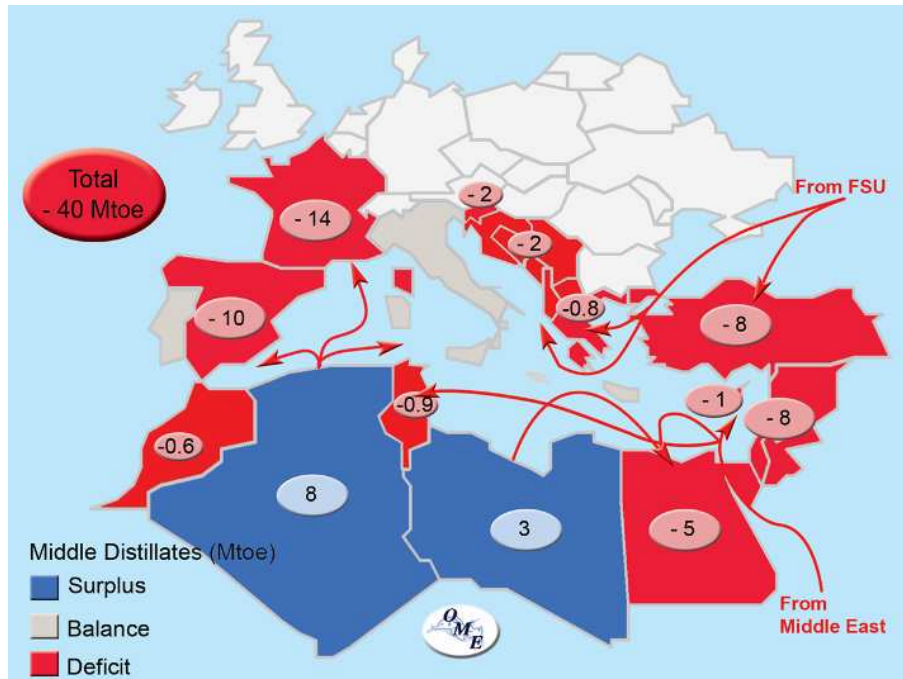 Total
- 40 Mtoe
- 2
From FSU
- 14
- 2
-0.8
- 10
- 8
- 1
-0.9
- 8
-0.6
8
3
- 5
Middle Distillates (Mtoe)
Surplus
Balance
Deficit
From
Middle East
OME